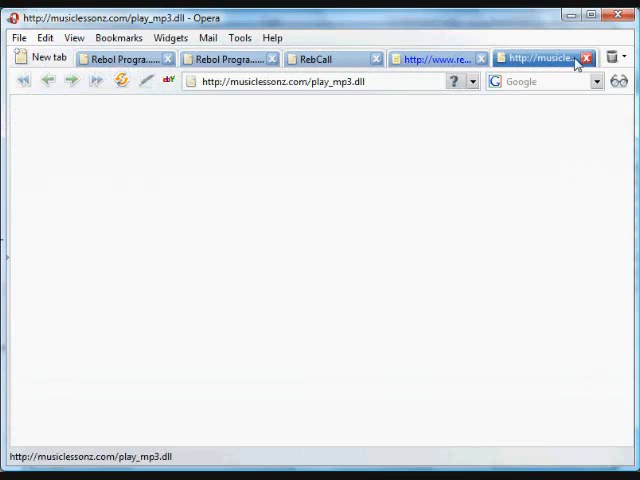 http://musiclessonz.com/play_mp3.dll - Opera
File Edit View Bookmarks Widgets Mail Tools Help
New tab Rebol Progra...... Rebol Progra...... RebCall http://www.re... http://musicle...
ebY http://musiclessonz.com/play_mp3.dll ? G Google
http://musiclessonz.com/play_mp3.dll